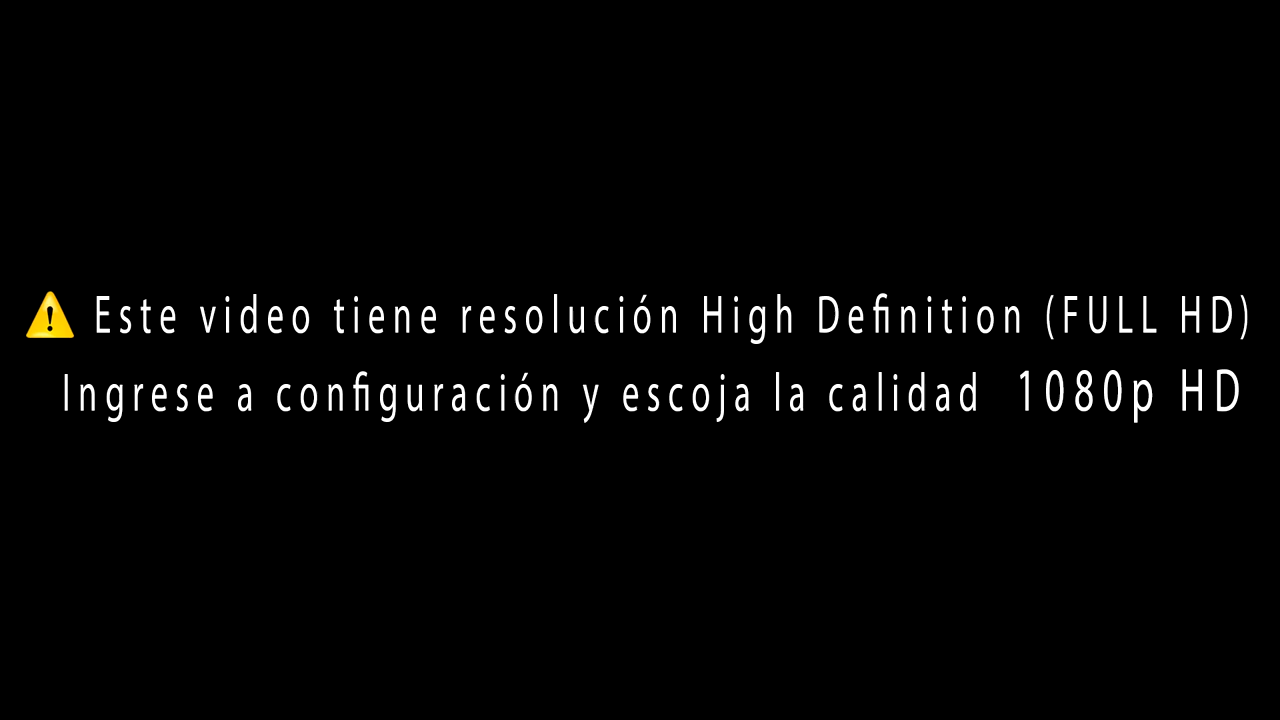 ⚠️ Este video tiene resolución High Definition (FULL HD)
Ingrese a configuración y escoja la calidad 1080p HD